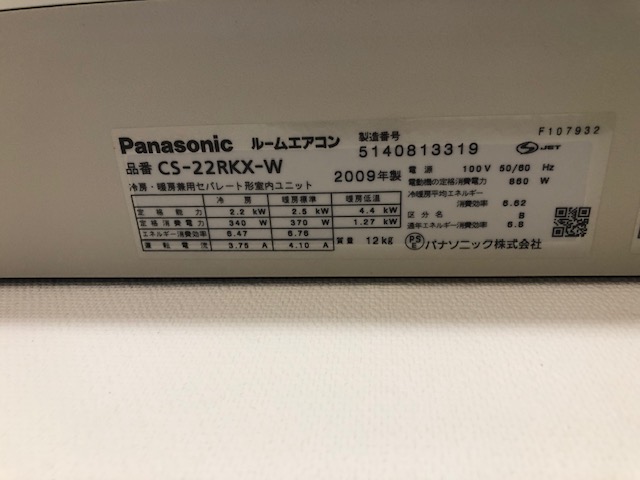 F107932
Panasonic ルームエアコン
製造番号
5140813319
JET
品番 CS-22RKX-W
2009年製
冷房・暖房兼用セパレート形室内ユニット
電源 100V 50/60 Hz
電動機の定格消費電力 660 W
冷暖房平均エネルギー
消費効率 6.62
区分名 B
通年エネルギー消費効率 6.8
冷房 暖房標準 暖房低温
定格能力 2.2 kW 2.5 kW 4.4 kW
定格消費電力 340 W 370 W 1.27 kW
エネルギー消費効率 6.47 6.76
運転電流 3.75 A 4.10 A
質量 12kg
PS
E パナソニック株式会社